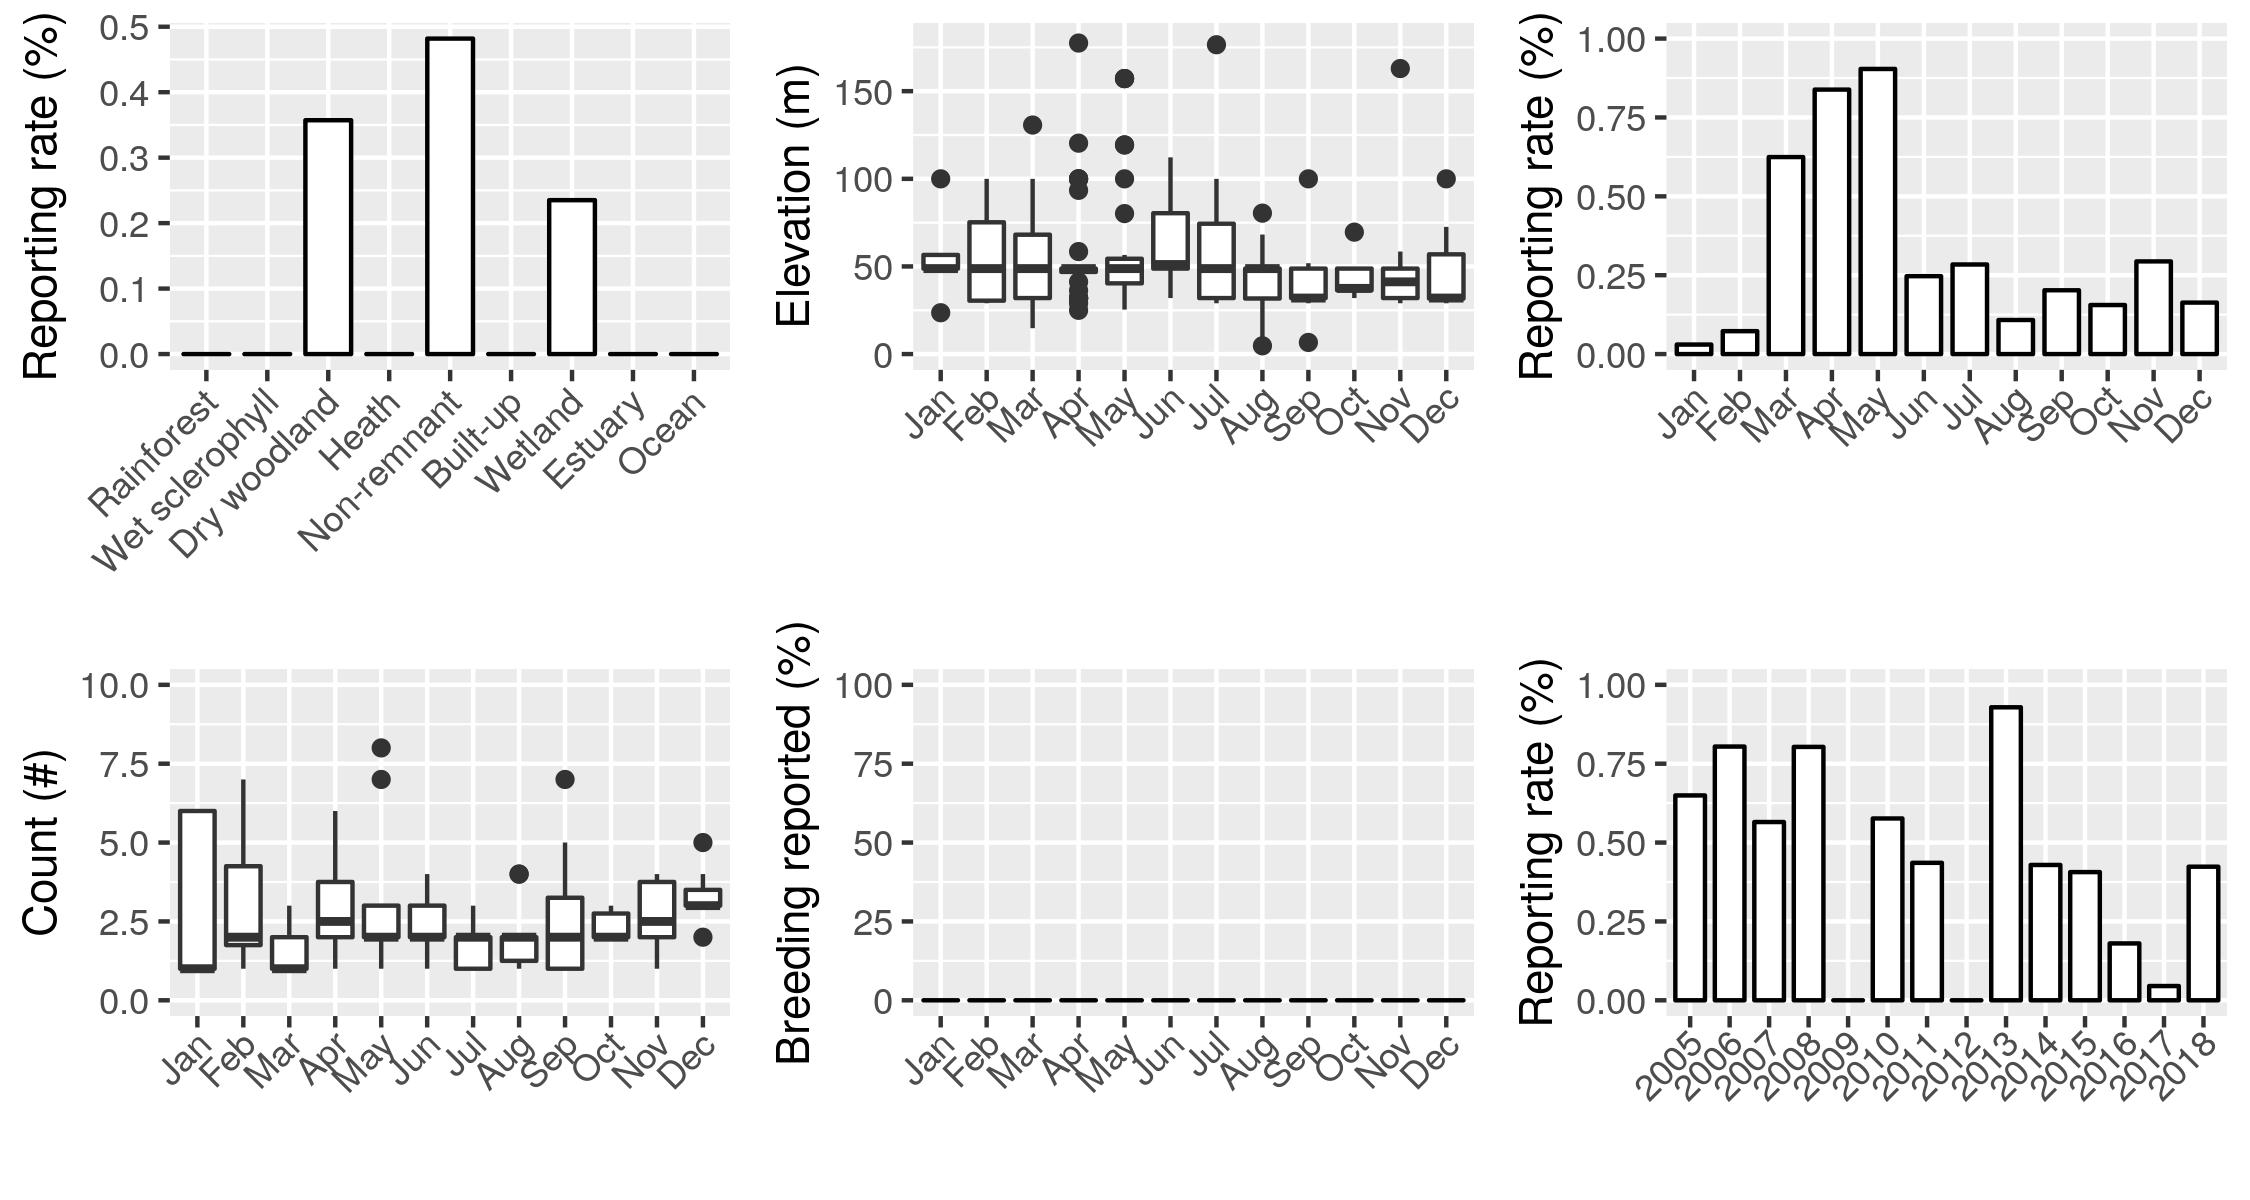 Reporting rate (%)
0.5
0.4
0.3
0.2
0.1
0.0
Rainforest
Wet sclerophyll
Dry woodland
Heath
Non-remnant
Built-up
Wetland
Estuary
Ocean
Elevation (m)
150
100
50
0
Jan
Feb
Mar
Apr
May
Jun
Jul
Aug
Sep
Oct
Nov
Dec
Reporting rate (%)
1.00
0.75
0.50
0.25
0.00
Jan
Feb
Mar
Apr
May
Jun
Jul
Aug
Sep
Oct
Nov
Dec
Count (#)
10.0
7.5
5.0
2.5
0.0
Jan
Feb
Mar
Apr
May
Jun
Jul
Aug
Sep
Oct
Nov
Dec
Breeding reported (%)
100
75
50
25
0
Jan
Feb
Mar
Apr
May
Jun
Jul
Aug
Sep
Oct
Nov
Dec
Reporting rate (%)
1.00
0.75
0.50
0.25
0.00
2005
2006
2007
2008
2009
2010
2011
2012
2013
2014
2015
2016
2017
2018